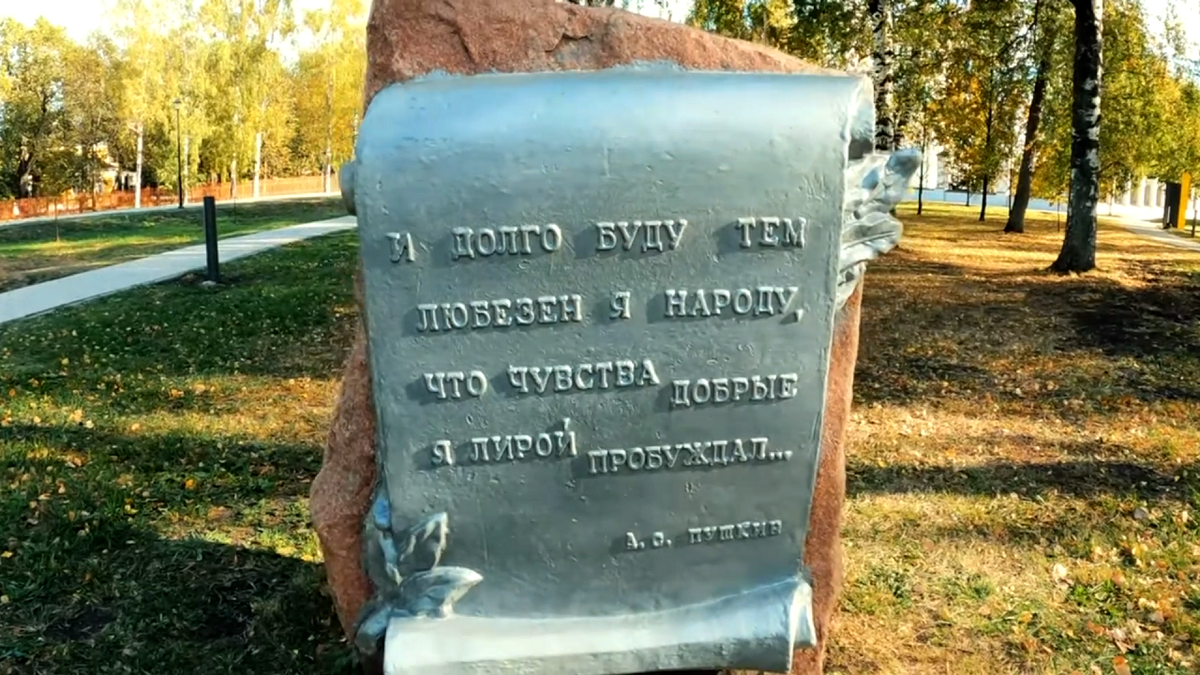 И ДОЛГО БУДУ ТЕМ
ЛЮБЕЗЕН Я НАРОДУ,
ЧТО ЧУВСТВА ДОБРЫЕ
Я ЛИРОЙ ПРОБУЖДАЛ...
А. С. ПУШКИН